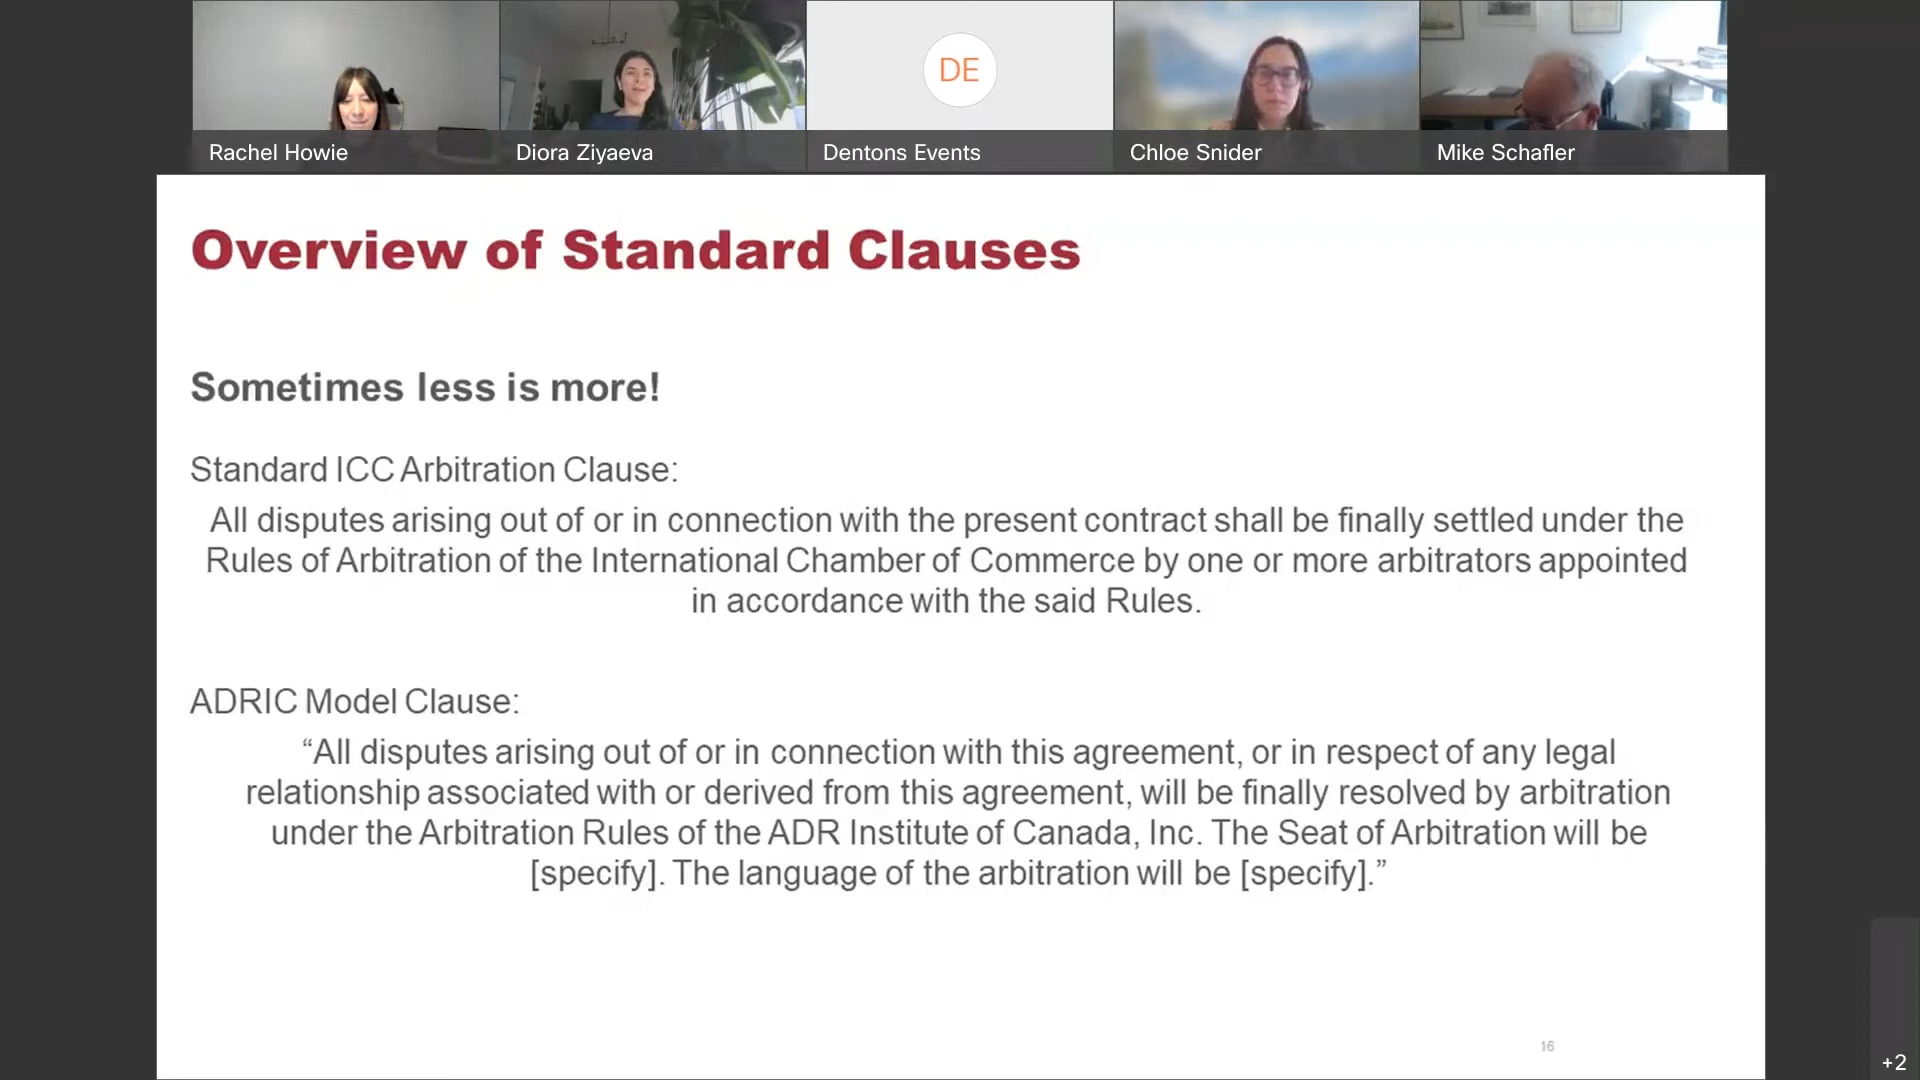 DE
Rachel Howie
Diora Ziyaeva
Dentons Events
Chloe Snider
Mike Schafler
Overview of Standard Clauses
Sometimes less is more!
Standard ICC Arbitration Clause:
All disputes arising out of or in connection with the present contract shall be finally settled under the
Rules of Arbitration of the International Chamber of Commerce by one or more arbitrators appointed
in accordance with the said Rules.
ADRIC Model Clause:
“All disputes arising out of or in connection with this agreement, or in respect of any legal
relationship associated with or derived from this agreement, will be finally resolved by arbitration
under the Arbitration Rules of the ADR Institute of Canada, Inc. The Seat of Arbitration will be
[specify]. The language of the arbitration will be [specify].”
16
+2